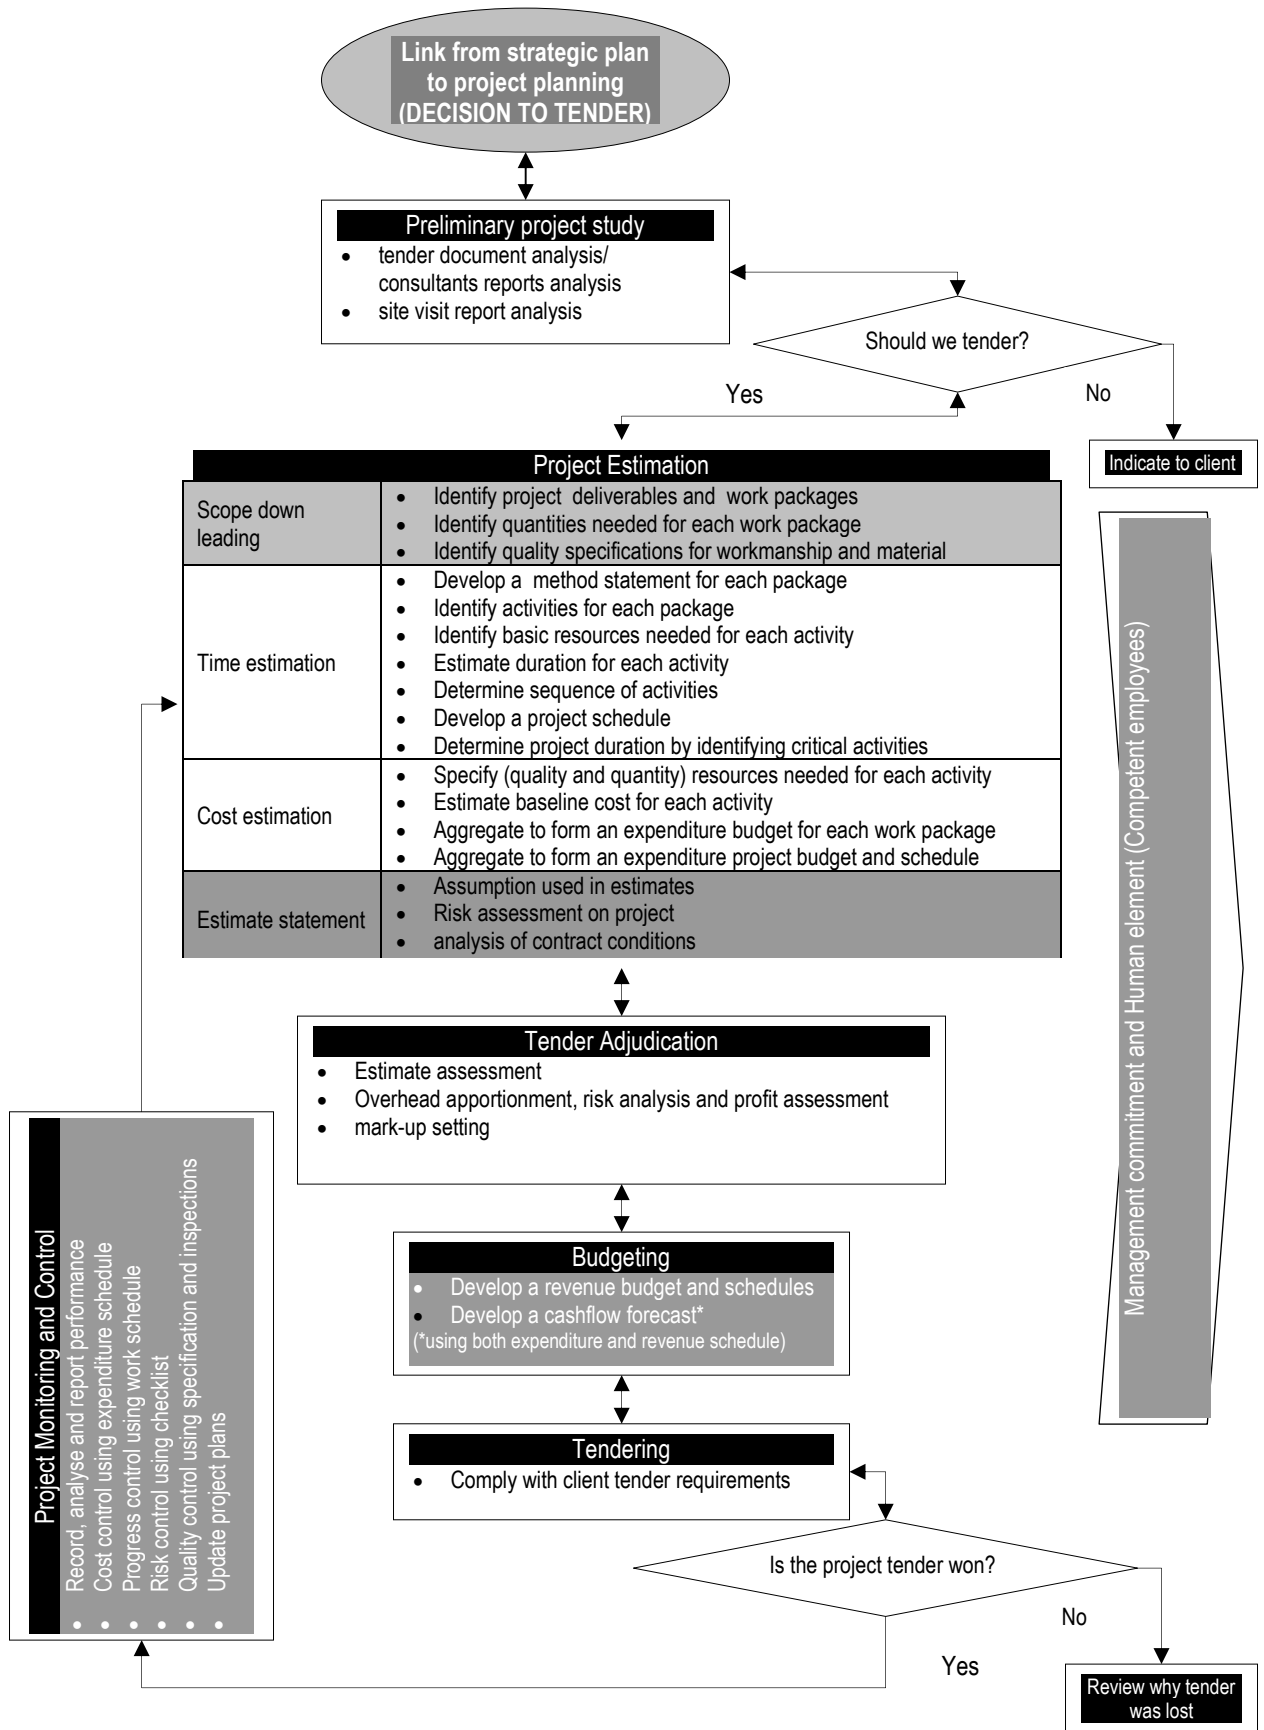 Link from strategic plan
to project planning
(DECISION TO TENDER)
Preliminary project study
• tender document analysis/
consultants reports analysis
• site visit report analysis
Should we tender?
Yes
No
Indicate to client
Project Estimation
Scope down
leading
• Identify project deliverables and work packages
• Identify quantities needed for each work package
• Identify quality specifications for workmanship and material
Time estimation
• Develop a method statement for each package
• Identify activities for each package
• Identify basic resources needed for each activity
• Estimate duration for each activity
• Determine sequence of activities
• Develop a project schedule
• Determine project duration by identifying critical activities
Cost estimation
• Specify (quality and quantity) resources needed for each activity
• Estimate baseline cost for each activity
• Aggregate to form an expenditure budget for each work package
• Aggregate to form an expenditure project budget and schedule
Estimate statement
• Assumption used in estimates
• Risk assessment on project
• analysis of contract conditions
Management commitment and Human element (Competent employees)
Tender Adjudication
• Estimate assessment
• Overhead apportionment, risk analysis and profit assessment
• mark-up setting
Budgeting
• Develop a revenue budget and schedules
• Develop a cashflow forecast*
(*using both expenditure and revenue schedule)
Tendering
• Comply with client tender requirements
Is the project tender won?
No
Yes
Review why tender
was lost
Project Monitoring and Control
• Record, analyse and report performance
• Cost control using expenditure schedule
• Progress control using work schedule
• Risk control using checklist
• Quality control using specification and inspections
• Update project plans